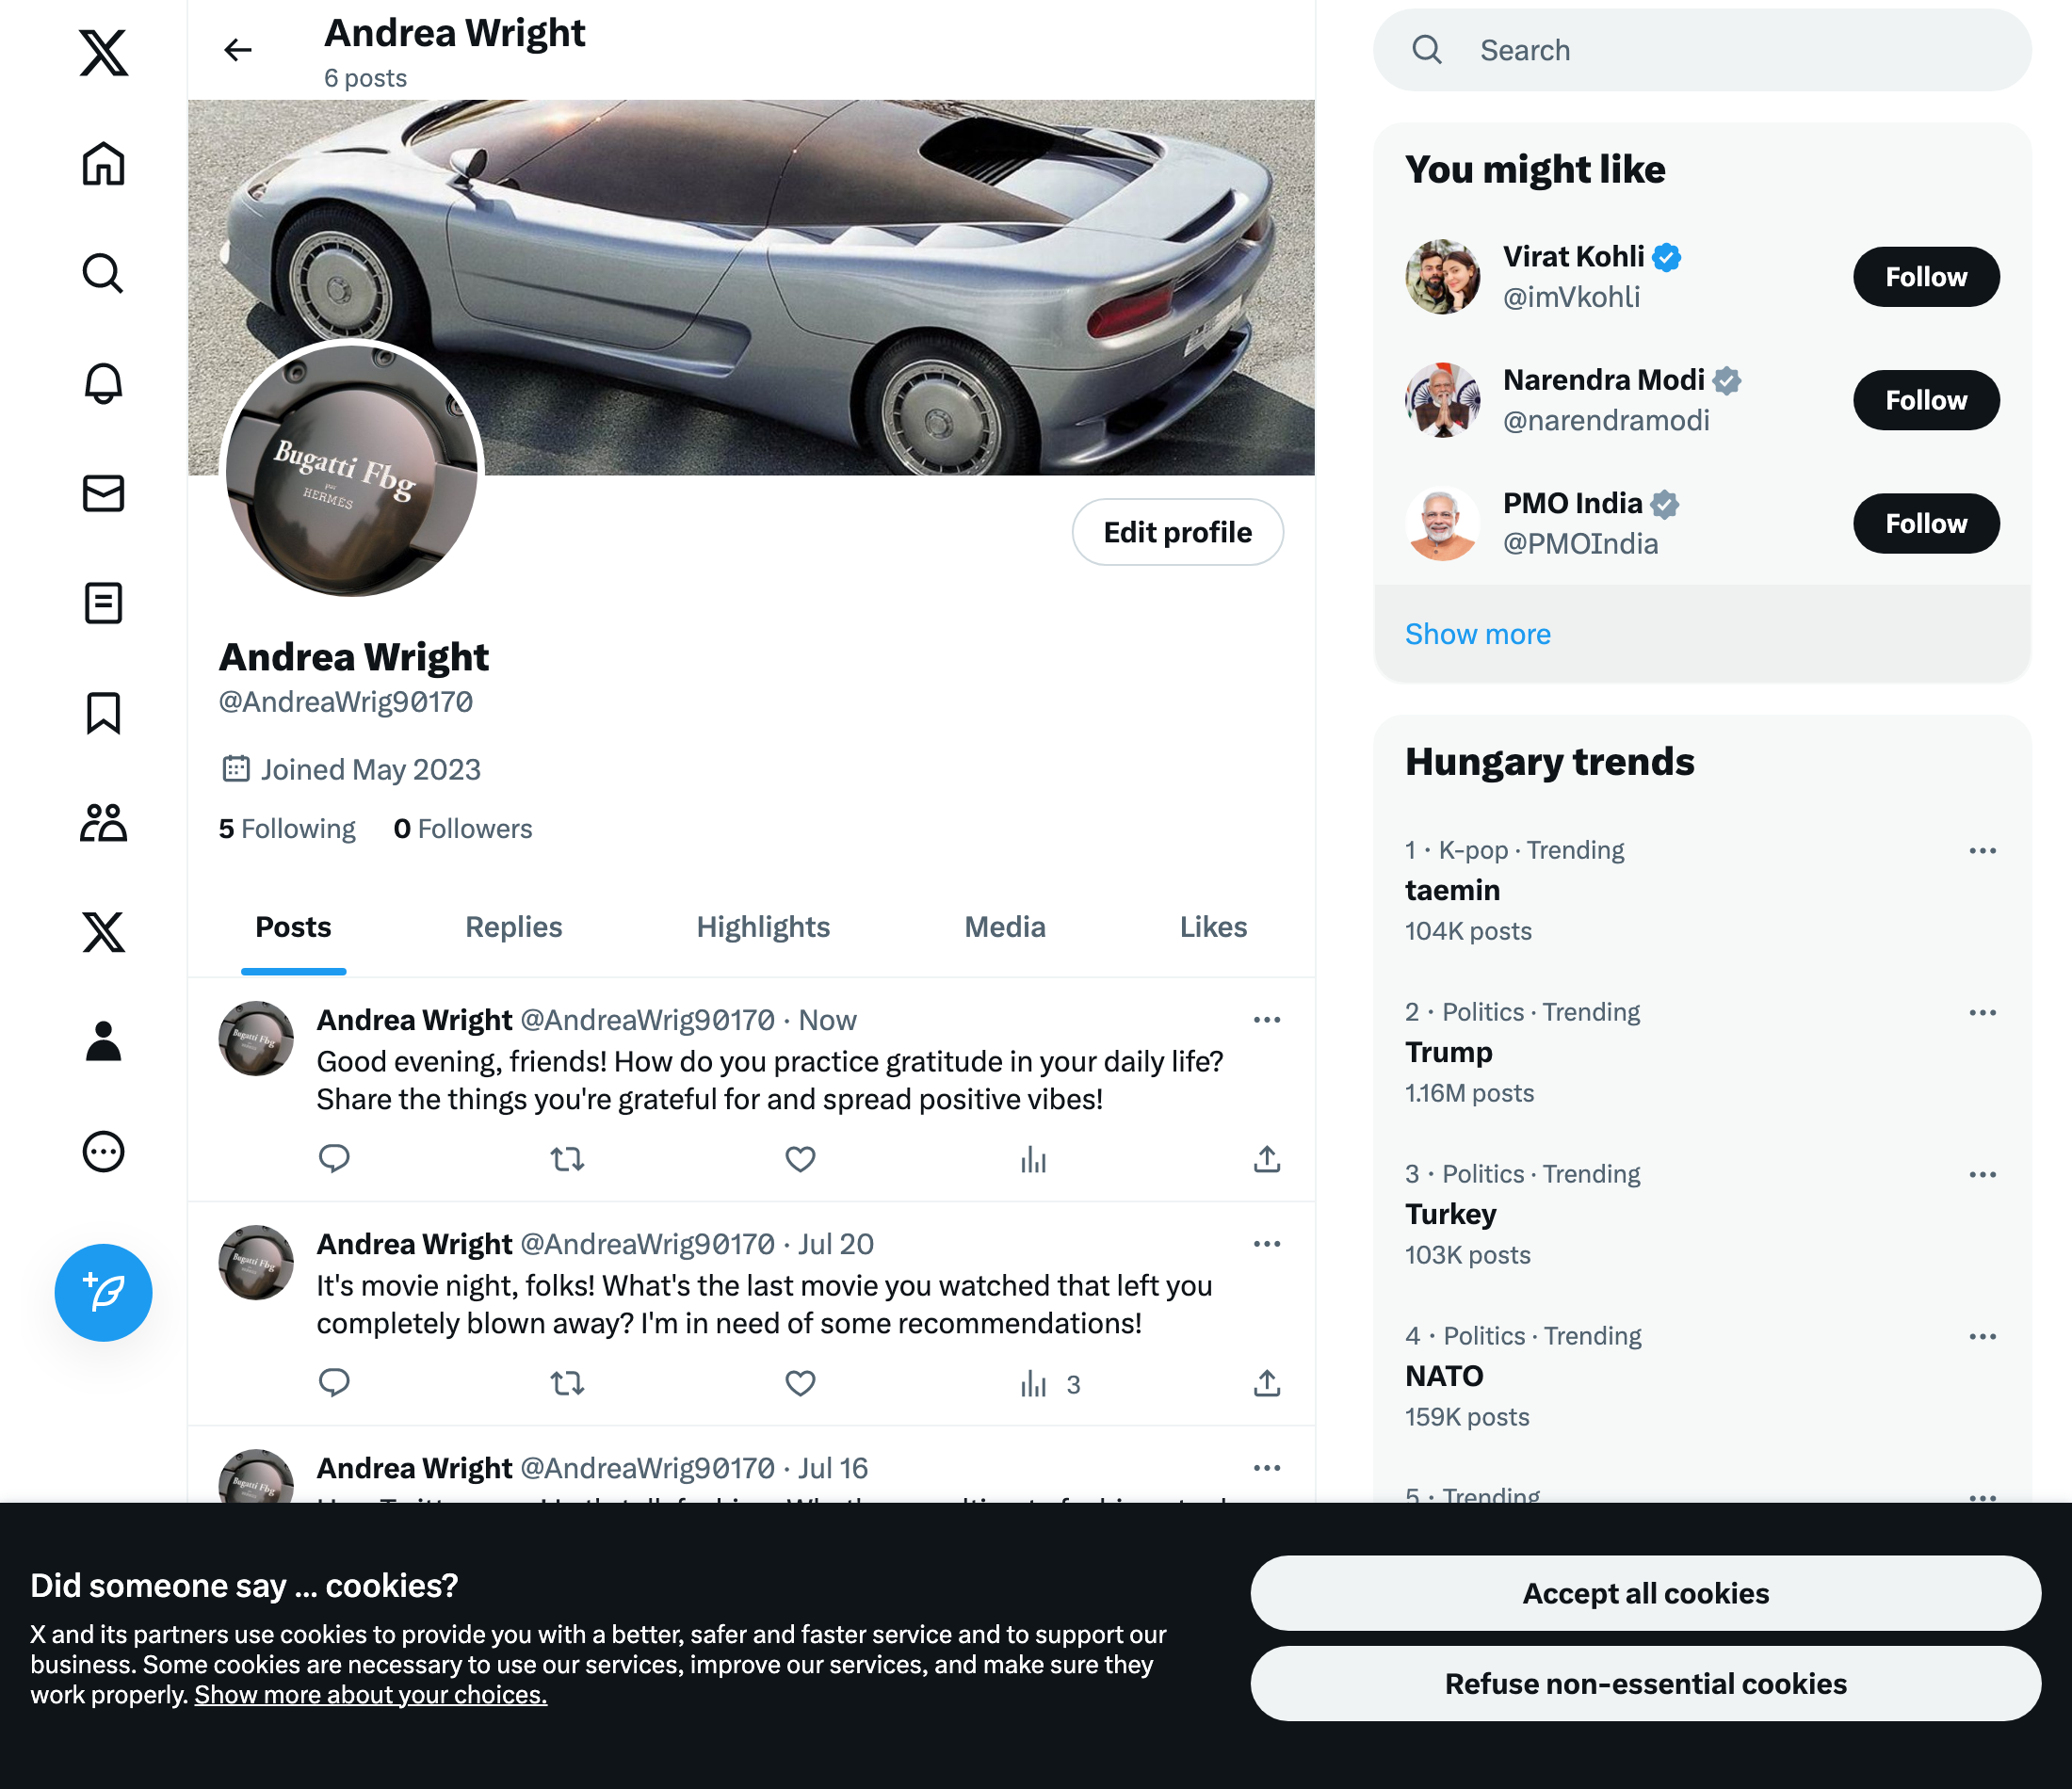 Andrea Wright
6 posts
Bugatti Fbg
par
HERMÈS
Edit profile
Andrea Wright
@AndreaWrig90170
Joined May 2023
5 Following 0 Followers
Posts Replies Highlights Media Likes
Andrea Wright @AndreaWrig90170 · Now
Good evening, friends! How do you practice gratitude in your daily life?
Share the things you're grateful for and spread positive vibes!
Andrea Wright @AndreaWrig90170 · Jul 20
It's movie night, folks! What's the last movie you watched that left you
completely blown away? I'm in need of some recommendations!
3
Andrea Wright @AndreaWrig90170 · Jul 16
Search
You might like
Virat Kohli
@imVkohli
Follow
Narendra Modi
@narendramodi
Follow
PMO India
@PMOIndia
Follow
Show more
Hungary trends
1 · K-pop · Trending
taemin
104K posts
2 · Politics · Trending
Trump
1.16M posts
3 · Politics · Trending
Turkey
103K posts
4 · Politics · Trending
NATO
159K posts
5 · Trending
Did someone say ... cookies?
X and its partners use cookies to provide you with a better, safer and faster service and to support our
business. Some cookies are necessary to use our services, improve our services, and make sure they
work properly. Show more about your choices.
Accept all cookies
Refuse non-essential cookies